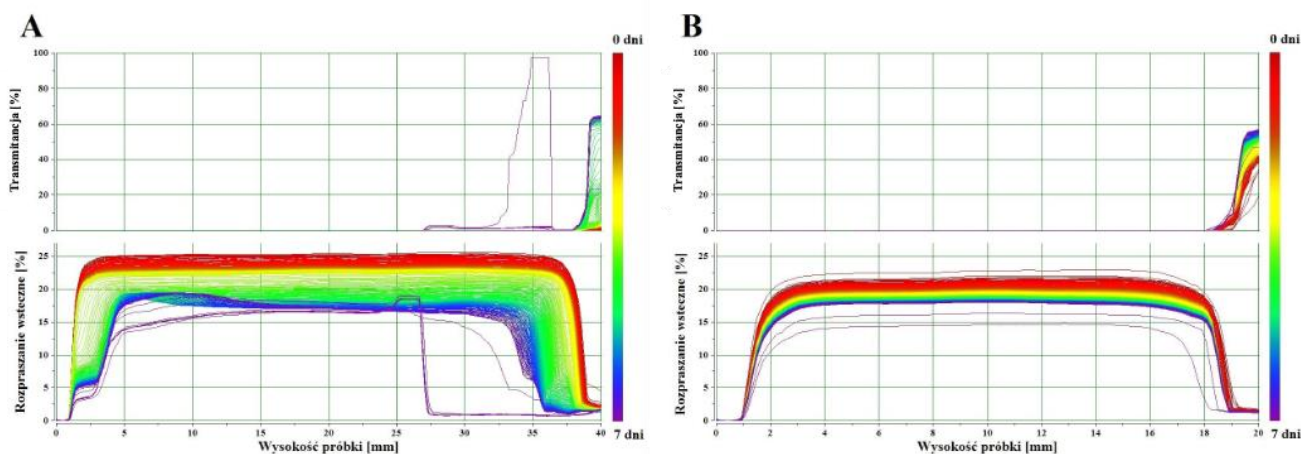 A
0 dni
Transmitancja [%]
100
80
60
40
20
0
Rozpraszanie wsteczne [%]
25
20
15
10
5
0
0 5 10 15 20 25 30 35 40
Wysokość próbki [mm]
7 dni
B
0 dni
Transmitancja [%]
100
80
60
40
20
0
Rozpraszanie wsteczne [%]
25
20
15
10
5
0
0 2 4 6 8 10 12 14 16 18 20
Wysokość próbki [mm]
7 dni